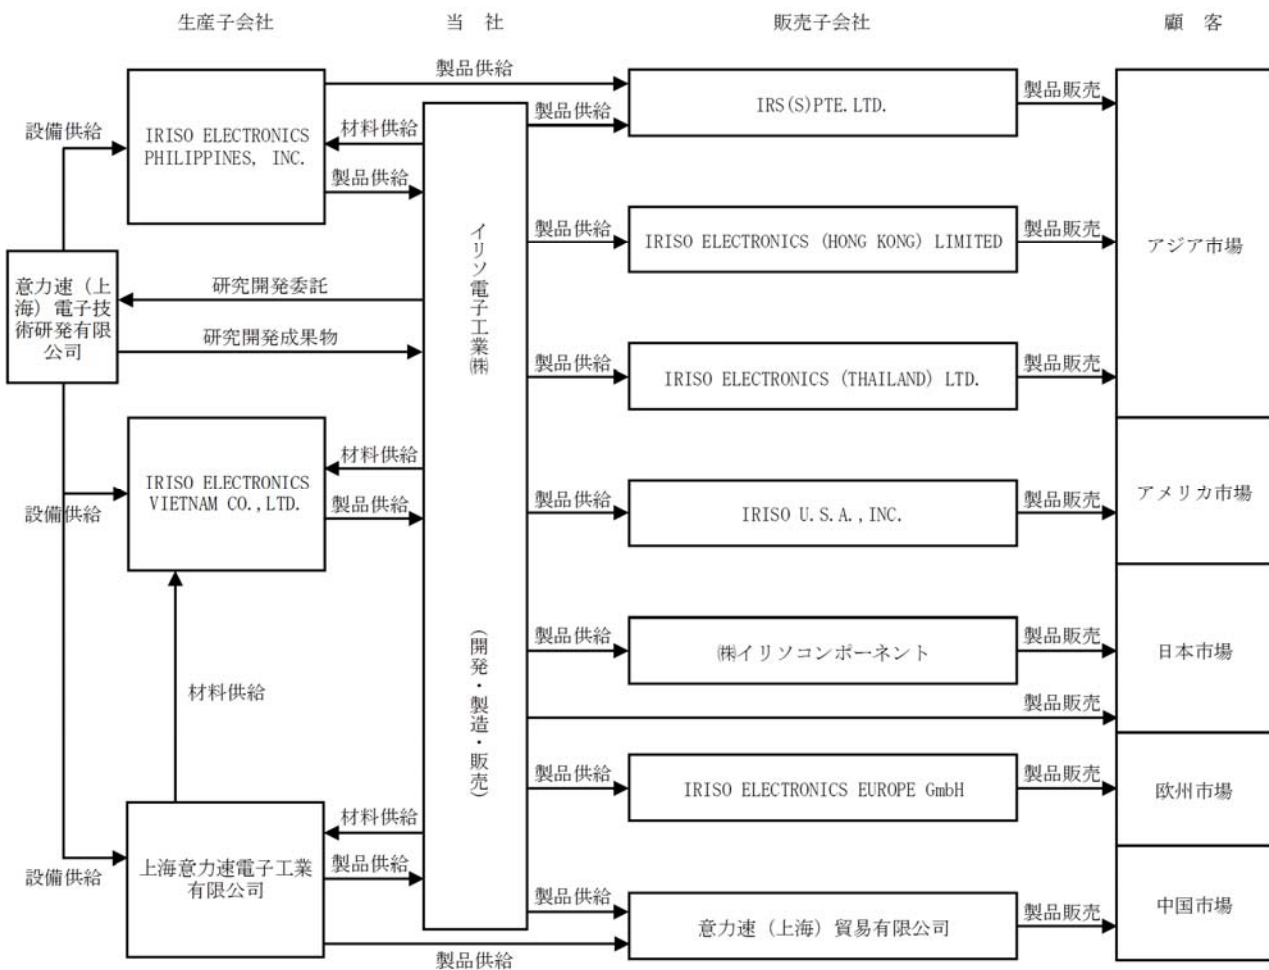 生産子会社
当 社
販売子会社
顧 客
製品供給
IRS(S)PTE.LTD.
製品販売
製品供給
設備供給
IRISO ELECTRONICS
PHILIPPINES, INC.
材料供給
製品供給
イリソ電子工業㈱
(開発・製造・販売)
製品供給
IRISO ELECTRONICS (HONG KONG) LIMITED
製品販売
アジア市場
意力速（上
海）電子技
術研発有限
公司
研究開発委託
研究開発成果物
製品供給
IRISO ELECTRONICS (THAILAND) LTD.
製品販売
設備供給
IRISO ELECTRONICS
VIETNAM CO.,LTD.
材料供給
製品供給
製品供給
IRISO U.S.A.,INC.
製品販売
アメリカ市場
製品供給
㈱イリソコンポーネント
製品販売
日本市場
製品販売
材料供給
製品供給
IRISO ELECTRONICS EUROPE GmbH
製品販売
欧州市場
設備供給
上海意力速電子工業
有限公司
材料供給
製品供給
製品供給
意力速（上海）貿易有限公司
製品販売
中国市場
製品供給